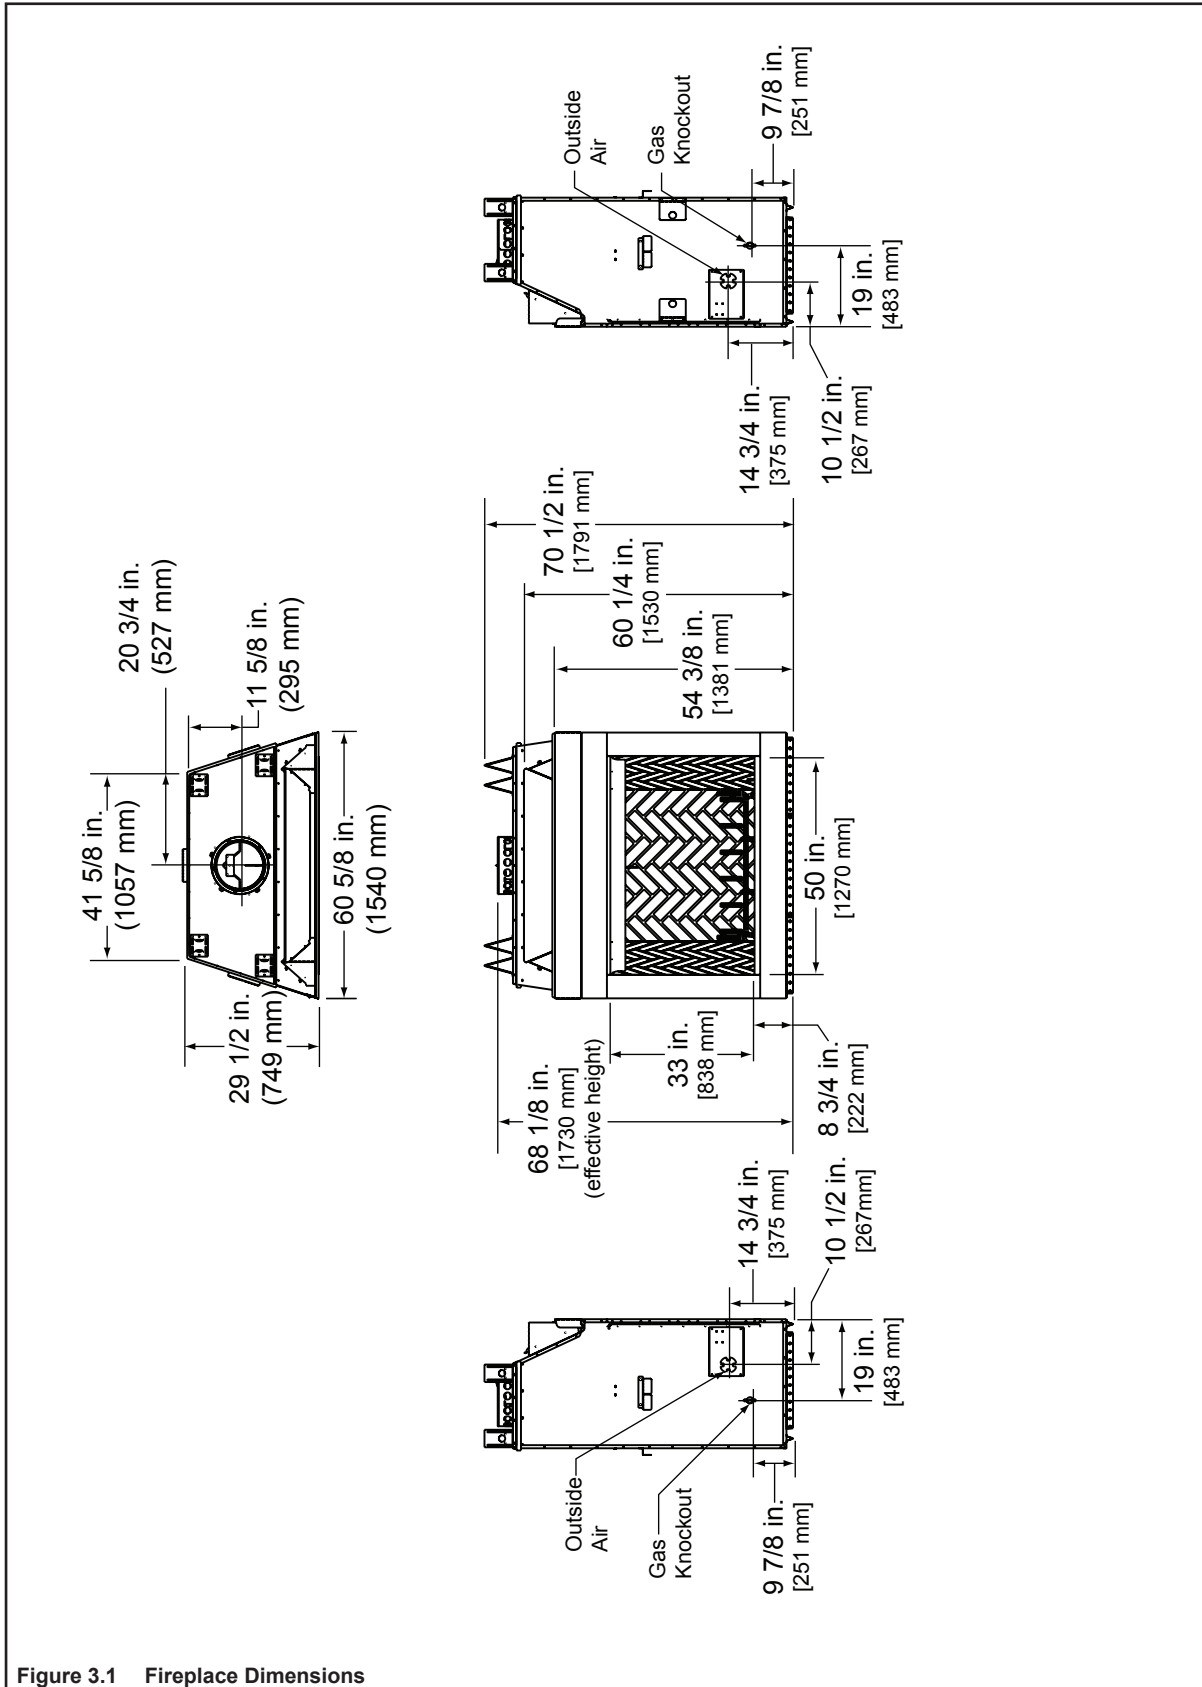 20 3/4 in.
(527 mm)
11 5/8 in.
(295 mm)
41 5/8 in.
(1057 mm)
60 5/8 in.
(1540 mm)
29 1/2 in.
(749 mm)
Outside
Air
Gas
Knockout
9 7/8 in.
[251 mm]
19 in.
[483 mm]
10 1/2 in.
[267mm]
14 3/4 in.
[375 mm]
68 1/8 in.
[1730 mm]
(effective height)
33 in.
[838 mm]
8 3/4 in.
[222 mm]
50 in.
[1270 mm]
54 3/8 in.
[1381 mm]
60 1/4 in.
[1530 mm]
70 1/2 in.
[1791 mm]
14 3/4 in.
[375 mm]
10 1/2 in.
[267 mm]
19 in.
[483 mm]
Outside
Air
Gas
Knockout
9 7/8 in.
[251 mm]
Figure 3.1 Fireplace Dimensions